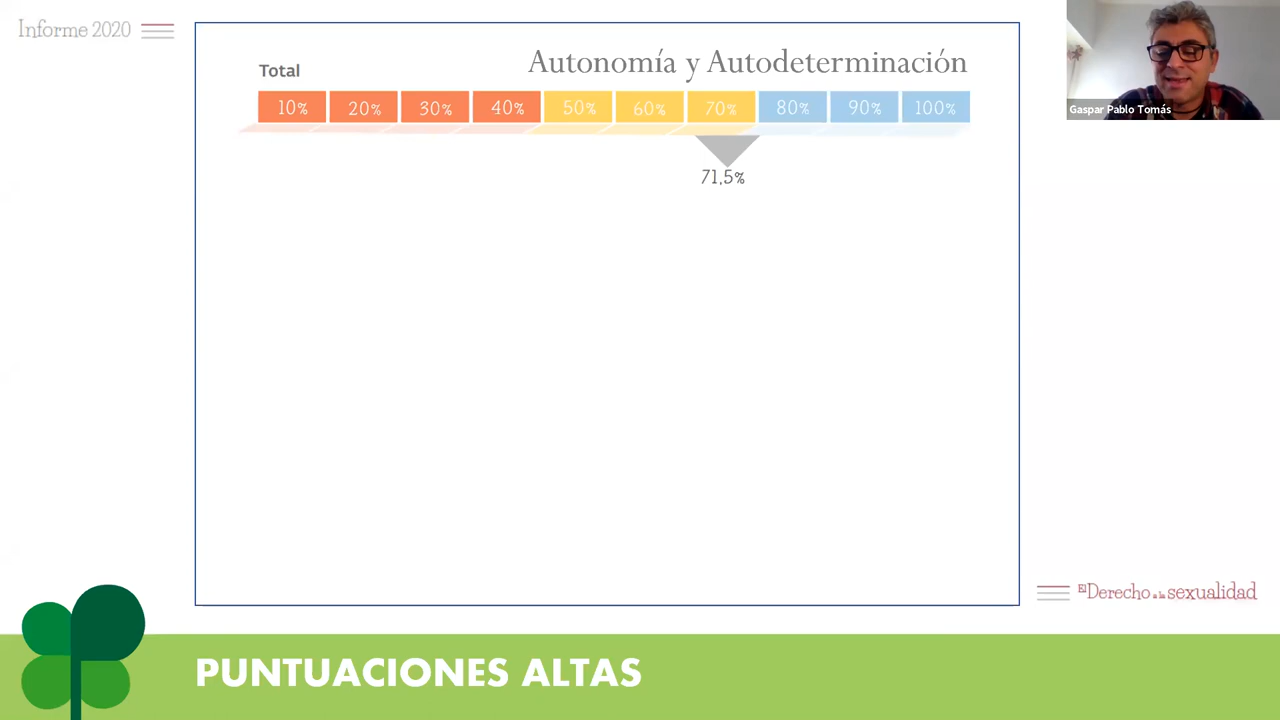 Informe 2020
Autonomía y Autodeterminación
Total
10% 20% 30% 40% 50% 60% 70% 80% 90% 100%
71,5%
Gaspar Pablo Tomás
El Derecho a la sexualidad
PUNTUACIONES ALTAS